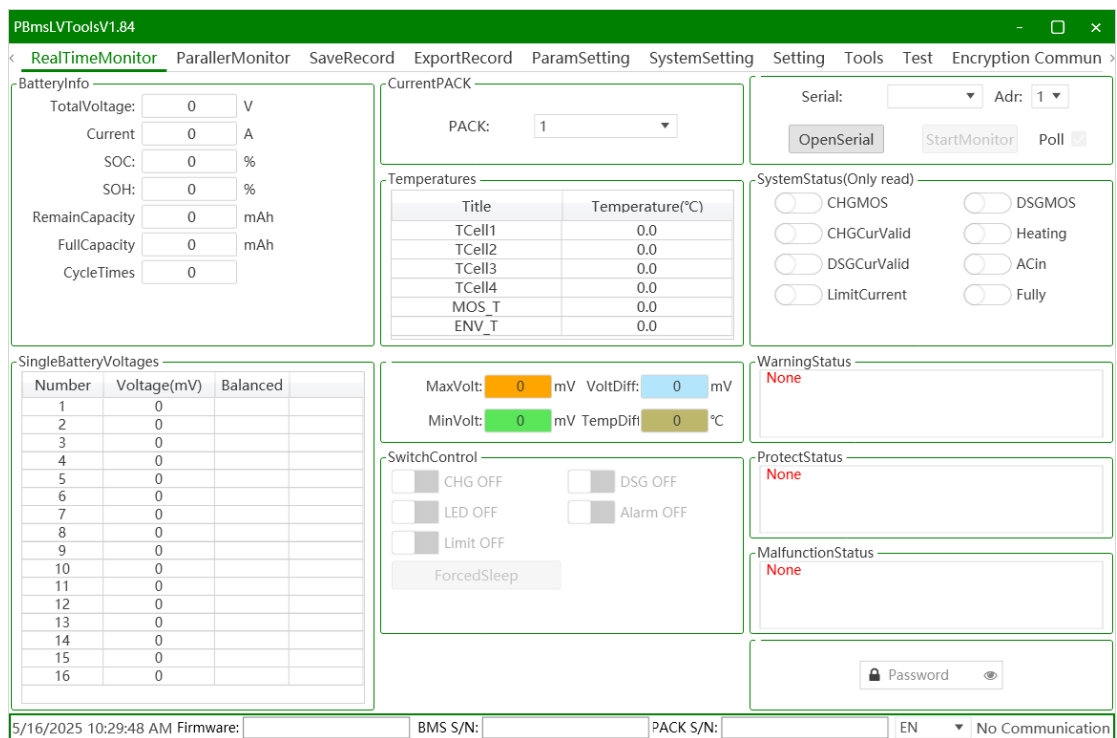 PBmsLVToolsV1.84
RealTimeMonitor ParallerMonitor SaveRecord ExportRecord ParamSetting SystemSetting Setting Tools Test Encryption Commun
BatteryInfo
TotalVoltage: 0 V
Current 0 A
SOC: 0 %
SOH: 0 %
RemainCapacity 0 mAh
FullCapacity 0 mAh
CycleTimes 0
CurrentPACK
PACK: 1
Serial: Adr: 1
OpenSerial StartMonitor Poll
Temperatures
Title Temperature(℃)
TCell1 0.0
TCell2 0.0
TCell3 0.0
TCell4 0.0
MOS_T 0.0
ENV_T 0.0
SystemStatus(Only read)
CHGMOS DSGMOS
CHGCurValid Heating
DSGCurValid ACin
LimitCurrent Fully
SingleBatteryVoltages
Number Voltage(mV) Balanced
1 0
2 0
3 0
4 0
5 0
6 0
7 0
8 0
9 0
10 0
11 0
12 0
13 0
14 0
15 0
16 0
MaxVolt: 0 mV VoltDiff: 0 mV
MinVolt: 0 mV TempDiff 0 ℃
SwitchControl
CHG OFF DSG OFF
LED OFF Alarm OFF
Limit OFF
ForcedSleep
WarningStatus
None
ProtectStatus
None
MalfunctionStatus
None
Password
5/16/2025 10:29:48 AM Firmware: BMS S/N: PACK S/N: EN No Communication